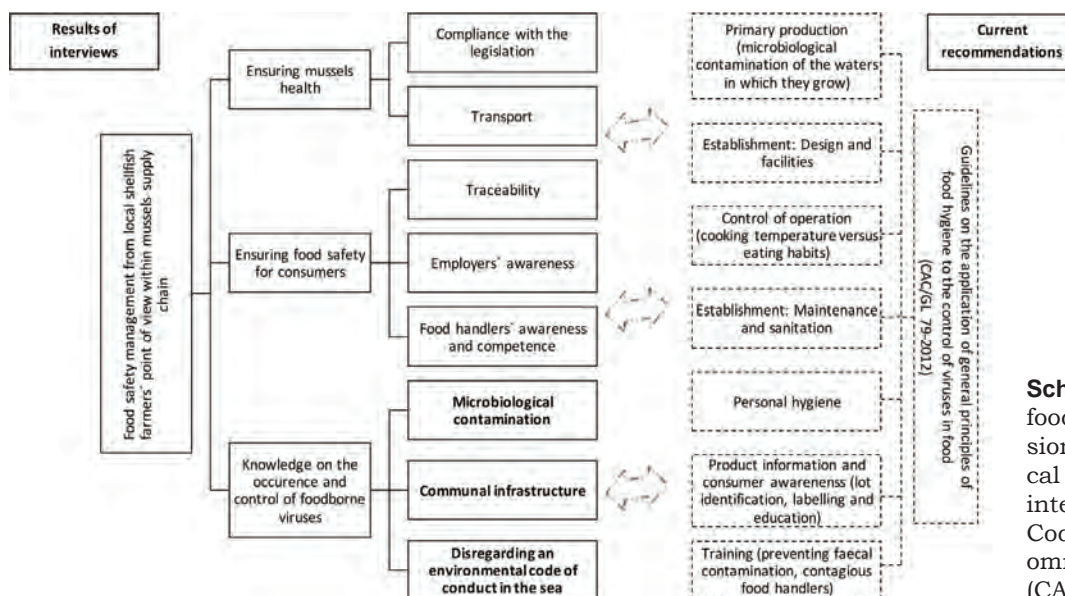 Results of
interviews
Food safety management from local shellfish
farmers´ point of view within mussels supply
chain
Ensuring mussels
health
Ensuring food safety
for consumers
Knowledge on the
occurence and
control of foodborne
viruses
Compliance with the
legislation
Transport
Traceability
Employers´ awareness
Food handlers´ awareness
and competence
Microbiological
contamination
Communal infrastructure
Disregarding an
environmental code of
conduct in the sea
Primary production
(microbiological
contamination of the waters
in which they grow)
Establishment: Design and
facilities
Control of operation
(cooking temperature versus
eating habits)
Establishment: Maintenance
and sanitation
Personal hygiene
Product information and
consumer awarenenss (lot
identification, labelling and
education)
Training (preventing faecal
contamination, contagious
food handlers)
Current
recommendations
Guidelines on the application of general principles of
food hygiene to the control of viruses in food
(CAC/GL 79-2012)
Sch
food
sion
cal
inte
Cod
omr
(CA